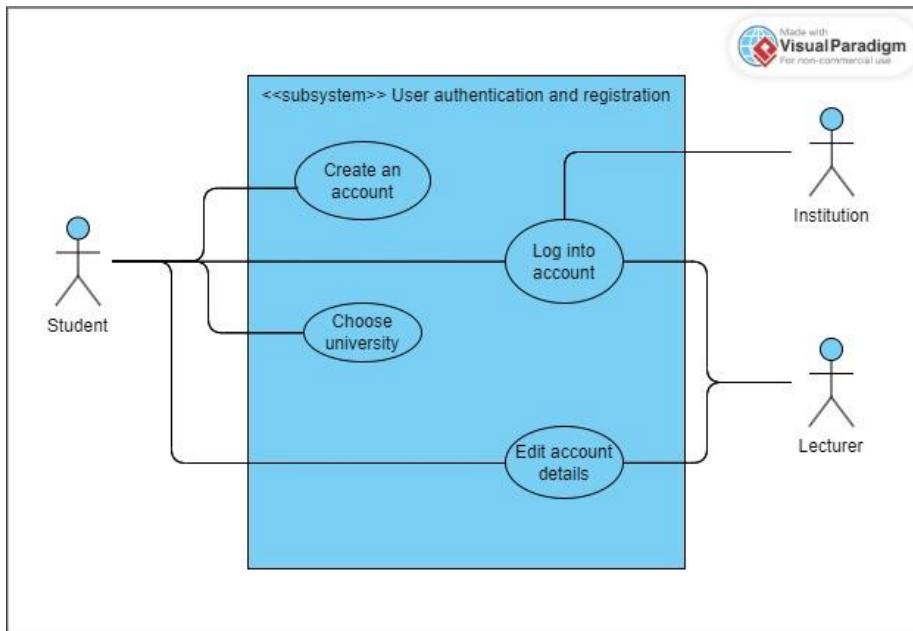 Made with
Visual Paradigm
For non-commercial use
<<subsystem>> User authentication and registration
Create an
account
Institution
Log into
account
Student
Choose
university
Lecturer
Edit account
details